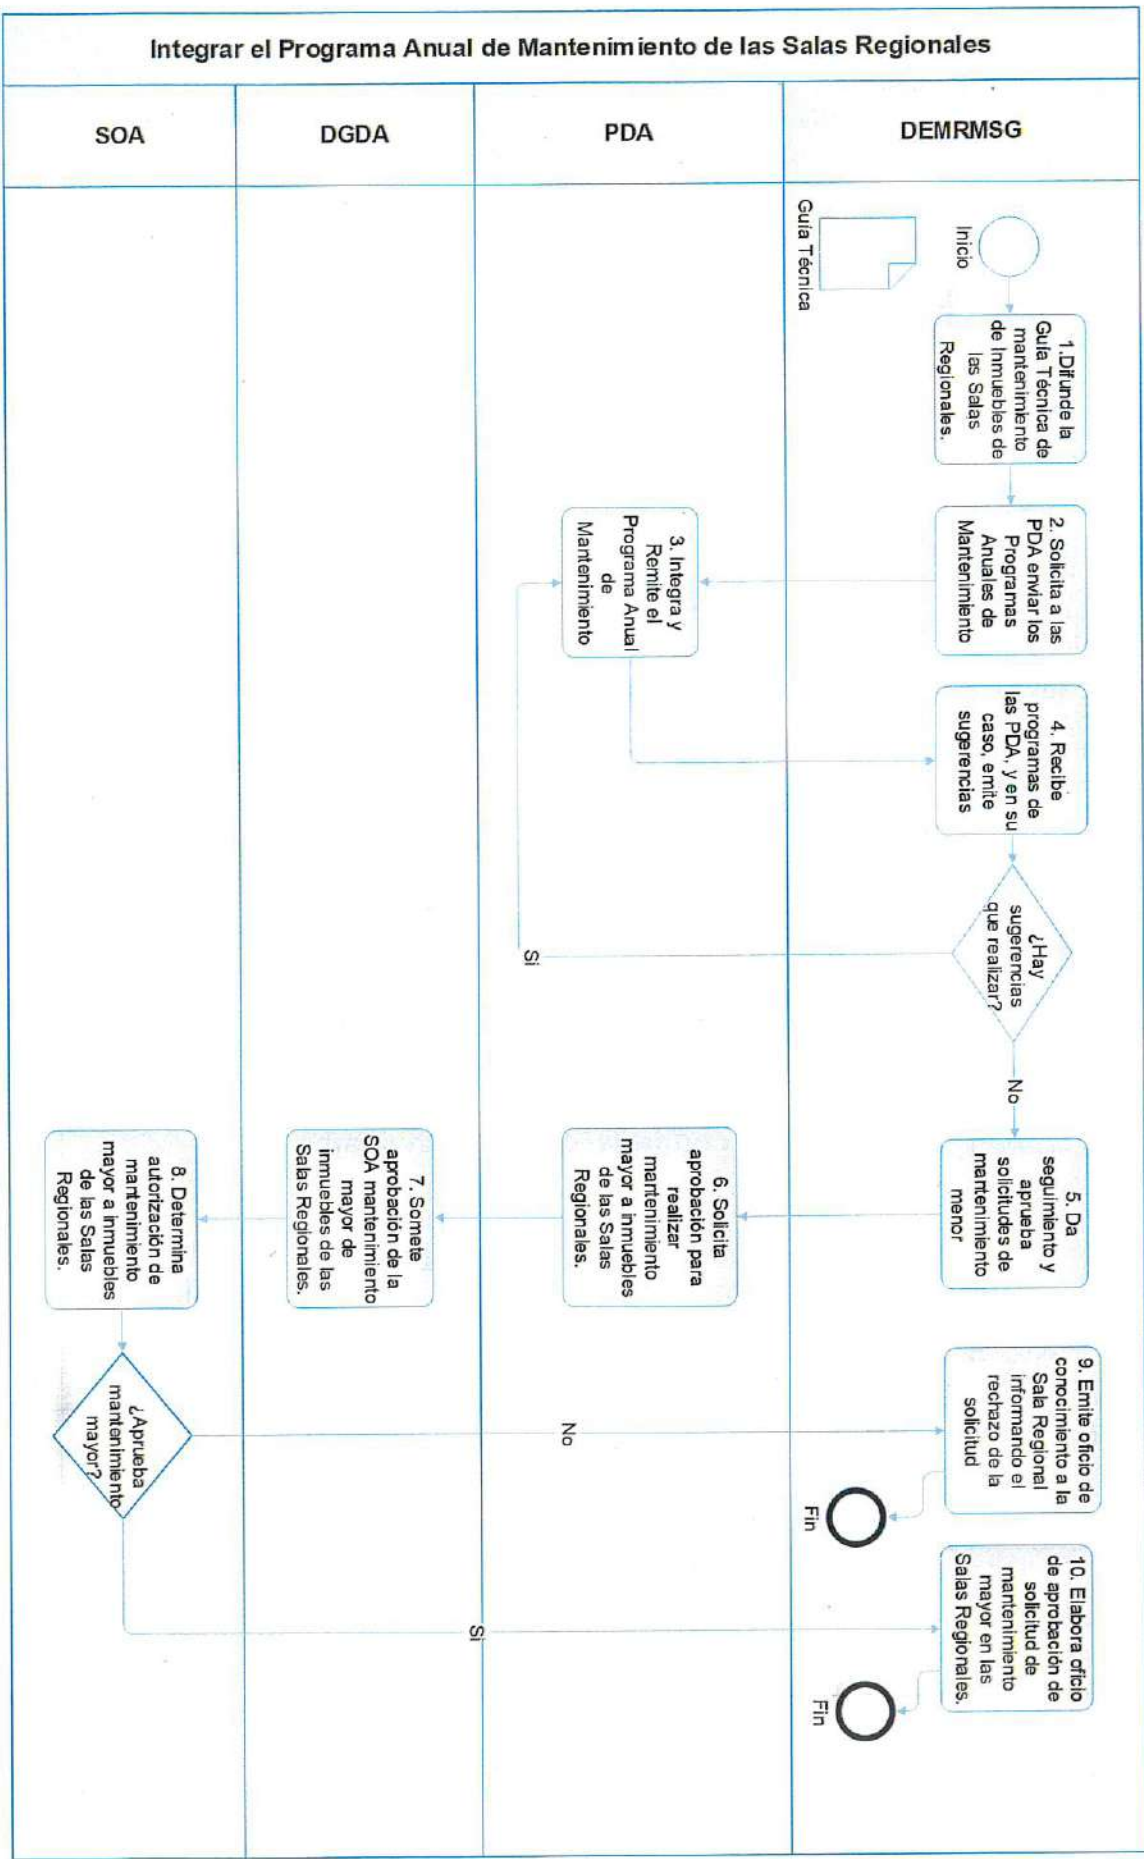 Integrar el Programa Anual de Mantenimiento de las Salas Regionales
SOA
DGDA
PDA
DEMRMSG
Inicio
Guía Técnica
1.Difunde la
Guía Técnica de
mantenimiento
de Inmuebles de
las Salas
Regionales.
2. Solicita a las
PDA enviar los
Programas
Anuales de
Mantenimiento
3. Integra y
Remite el
Programa Anual
de
Mantenimiento
4. Recibe
programas de
las PDA, y en su
caso, emite
sugerencias
¿Hay
sugerencias
que realizar?
Si
No
5. Da
seguimiento y
aprueba
solicitudes de
mantenimiento
menor
6. Solicita
aprobación para
realizar
mantenimiento
mayor a inmuebles
de las Salas
Regionales.
7. Somete
aprobación de la
SOA mantenimiento
mayor de
inmuebles de las
Salas Regionales.
8. Determina
autorización de
mantenimiento
mayor a inmuebles
de las Salas
Regionales.
¿Aprueba
mantenimiento
mayor?
No
Si
9. Emite oficio de
conocimiento a la
Sala Regional
informando el
rechazo de la
solicitud
Fin
10. Elabora oficio
de aprobación de
solicitud de
mantenimiento
mayor en las
Salas Regionales.
Fin